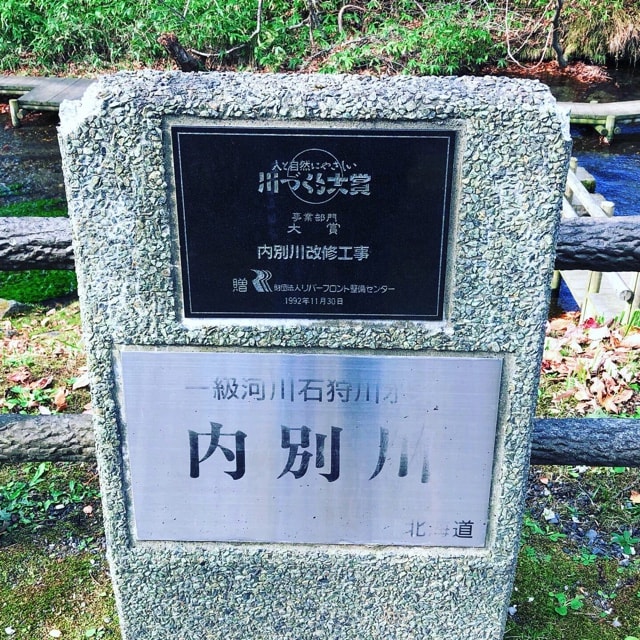 人と自然にやさしい
川づくり大賞
事業部門
大賞
内別川改修工事
贈 財団法人リバーフロント整備センター
1992年11月30日
一級河川石狩川水
内別川
北海道